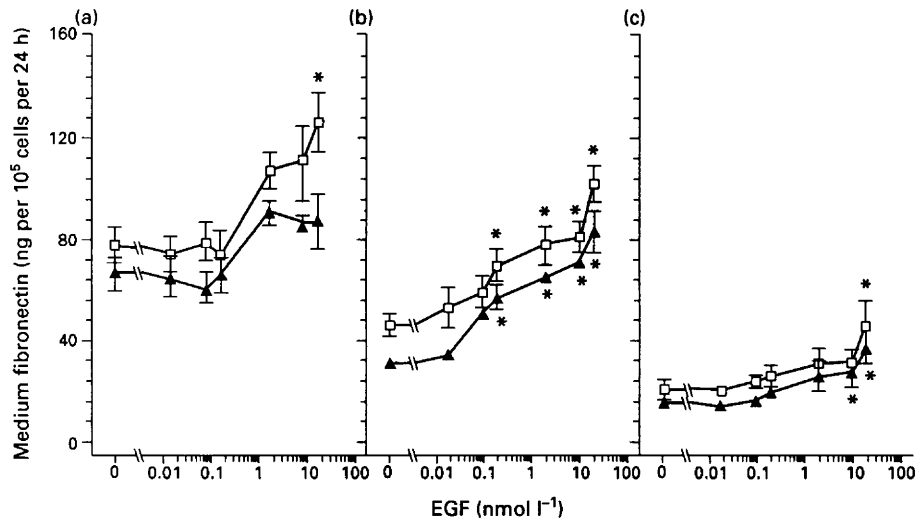 (a)
(b)
(c)
Medium fibronectin (ng per 10⁵ cells per 24 h)
160
120
80
40
0
*
* * * *
* * * *
*
* *
0 0.01 0.1 1 10 100
0 0.01 0.1 1 10 100
0 0.01 0.1 1 10 100
EGF (nmol l⁻¹)